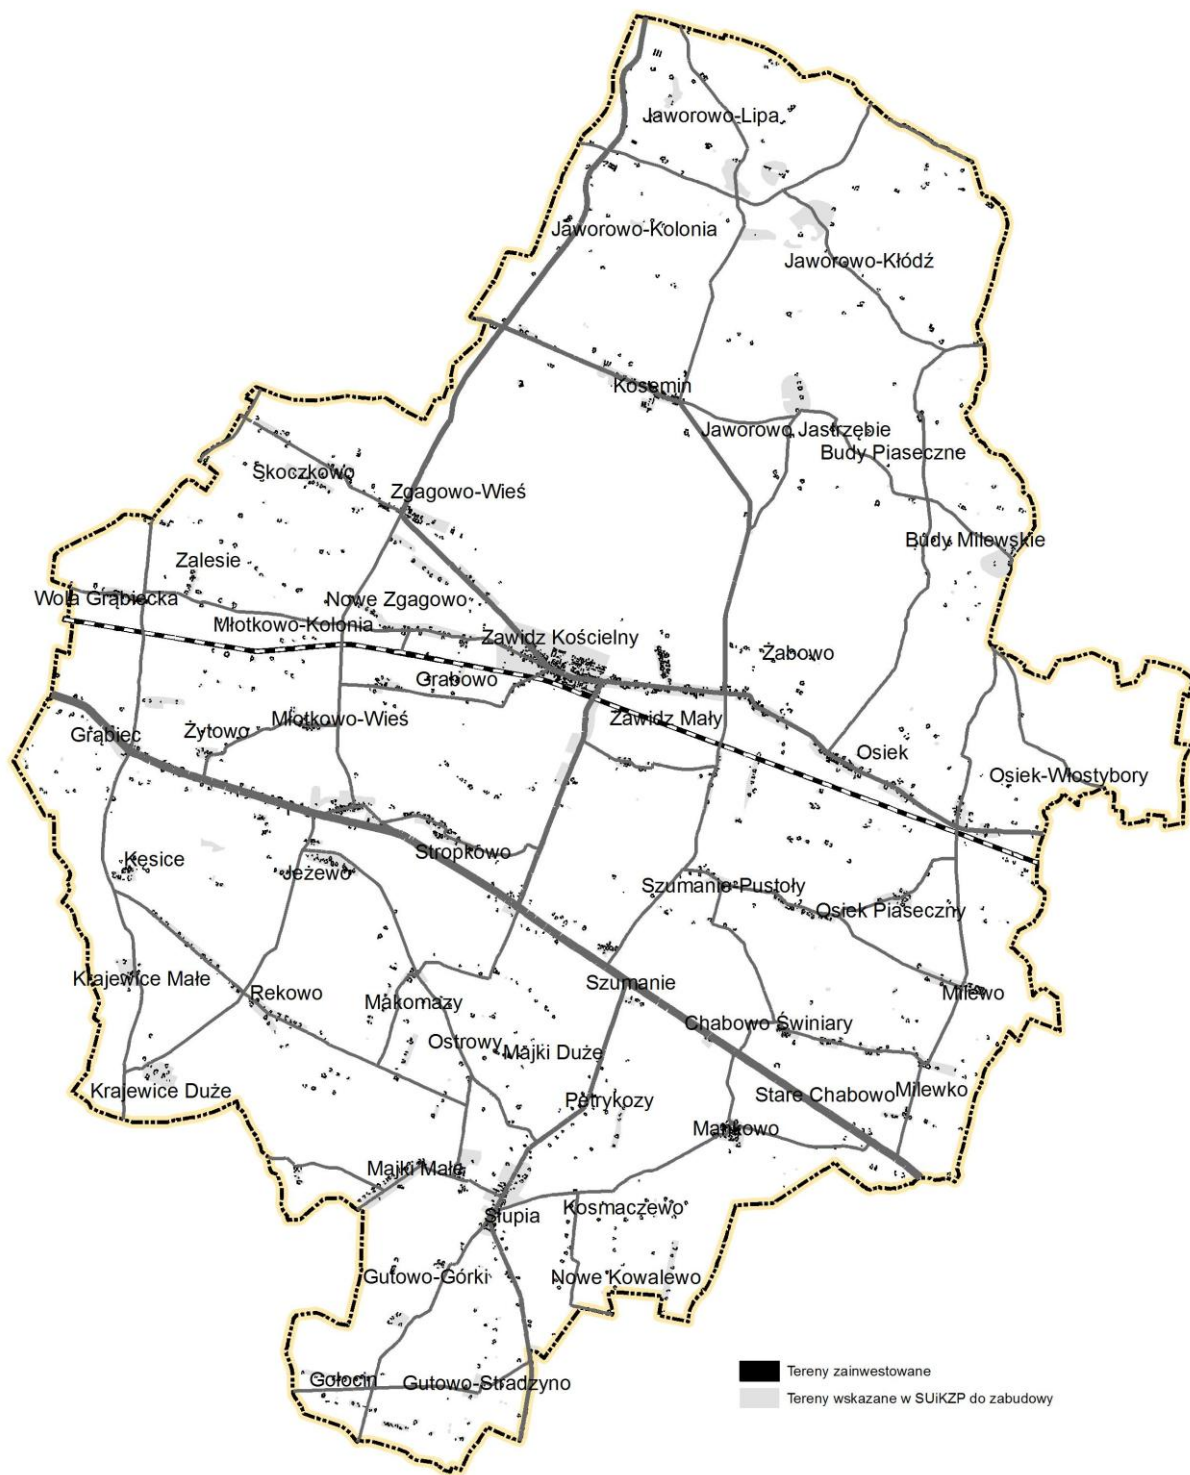 Jaworowo-Lipa
Jaworowo-Kolonia
Jaworowo-Kłódź
Kosemin
Jaworowo Jastrzębie
Budy Piaseczne
Skoczkowo
Zgagowo-Wieś
Budy Milewskie
Zalesie
Wola Grąbiecka
Nowe Zgagowo
Młotkowo-Kolonia
Zawidz Kościelny
Żabowo
Grabowo
Młotkowo-Wieś
Zawidz Mały
Grąbiec
Żytowo
Osiek
Osiek-Włostybory
Stropkowo
Kęsice
Jeżewo
Szumanie-Pustoły
Osiek Piaseczny
Krajewice Małe
Rekowo
Makomazy
Szumanie
Milewo
Chabowo Świniary
Ostrowy
Majki Duże
Krajewice Duże
Petrykozy
Stare Chabowo
Milewko
Mańkowo
Majki Małe
Słupia
Kosmaczewo
Gutowo-Górki
Nowe Kowalewo
Gołocin
Gutowo-Stradzyno
Tereny zainwestowane
Tereny wskazane w SUiKZP do zabudowy